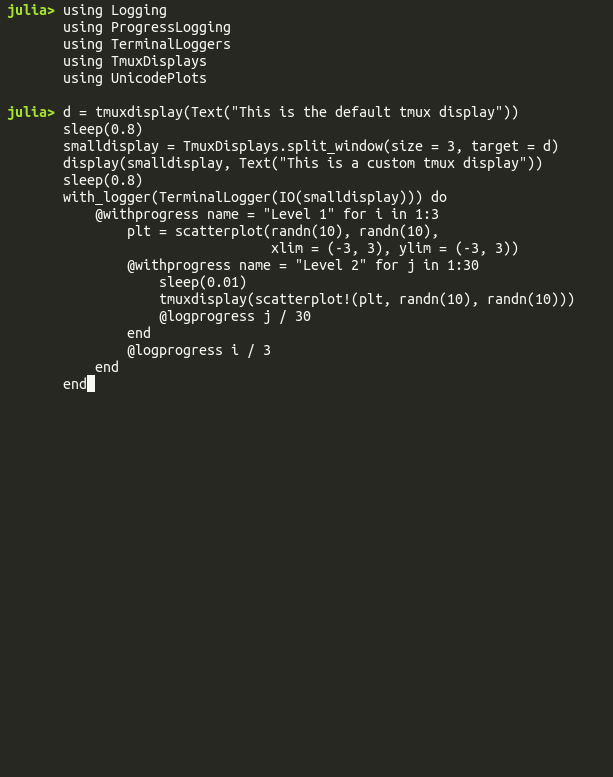 julia> using Logging
       using ProgressLogging
       using TerminalLoggers
       using TmuxDisplays
       using UnicodePlots

julia> d = tmuxdisplay(Text("This is the default tmux display"))
       sleep(0.8)
       smalldisplay = TmuxDisplays.split_window(size = 3, target = d)
       display(smalldisplay, Text("This is a custom tmux display"))
       sleep(0.8)
       with_logger(TerminalLogger(IO(smalldisplay))) do
           @withprogress name = "Level 1" for i in 1:3
               plt = scatterplot(randn(10), randn(10),
                                 xlim = (-3, 3), ylim = (-3, 3))
               @withprogress name = "Level 2" for j in 1:30
                   sleep(0.01)
                   tmuxdisplay(scatterplot!(plt, randn(10), randn(10)))
                   @logprogress j / 30
               end
               @logprogress i / 3
           end
       end